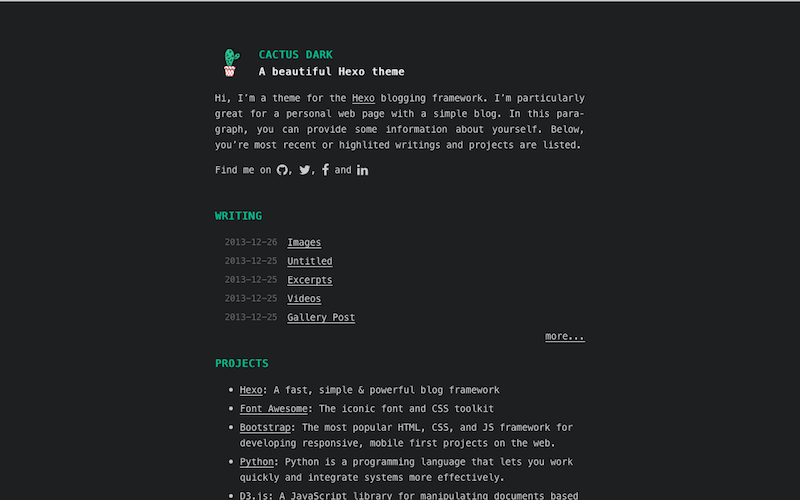 CACTUS DARK
A beautiful Hexo theme
Hi, I’m a theme for the Hexo blogging framework. I’m particularly
great for a personal web page with a simple blog. In this para-
graph, you can provide some information about yourself. Below,
you’re most recent or highlited writings and projects are listed.
Find me on , , and
WRITING
2013-12-26 Images
2013-12-25 Untitled
2013-12-25 Excerpts
2013-12-25 Videos
2013-12-25 Gallery Post
more...
PROJECTS
• Hexo: A fast, simple & powerful blog framework
• Font Awesome: The iconic font and CSS toolkit
• Bootstrap: The most popular HTML, CSS, and JS framework for
developing responsive, mobile first projects on the web.
• Python: Python is a programming language that lets you work
quickly and integrate systems more effectively.
• D3.js: A JavaScript library for manipulating documents based